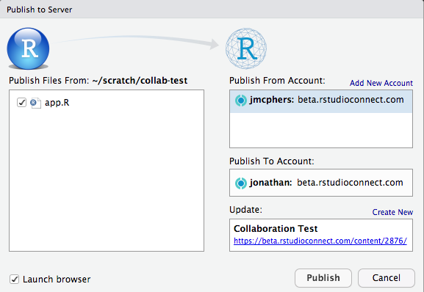 Publish to Server
R
R
Publish Files From: ~/scratch/collab-test
app.R
Publish From Account:
Add New Account
jmcphers: beta.rstudioconnect.com
Publish To Account:
jonathan: beta.rstudioconnect.com
Update:
Create New
Collaboration Test
https://beta.rstudioconnect.com/content/2876/
Launch browser
Publish
Cancel